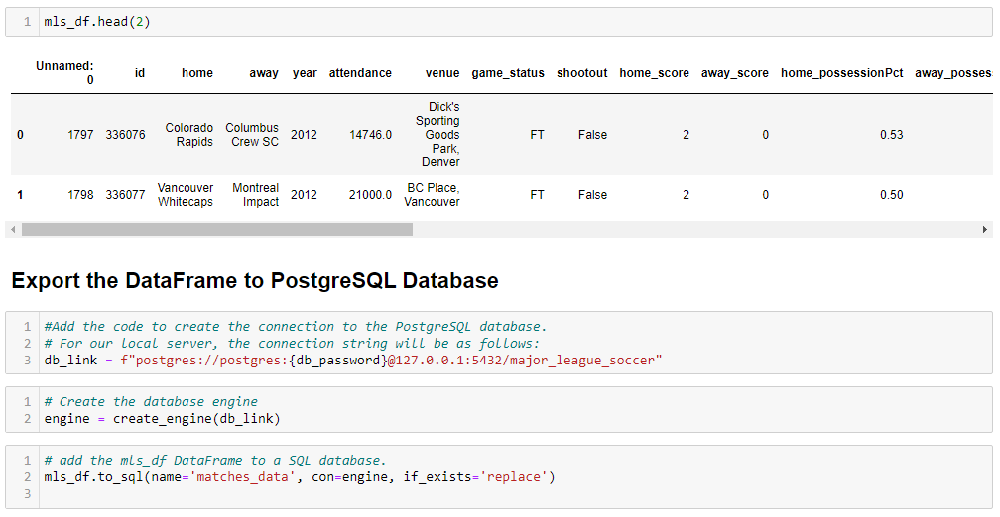 1 mls_df.head(2)
Unnamed: 0 id home away year attendance venue game_status shootout home_score away_score home_possessionPct away_posses
0 1797 336076 Colorado Rapids Columbus Crew SC 2012 14746.0 Dick's Sporting Goods Park, Denver FT False 2 0 0.53
1 1798 336077 Vancouver Whitecaps Montreal Impact 2012 21000.0 BC Place, Vancouver FT False 2 0 0.50
Export the DataFrame to PostgreSQL Database
1 #Add the code to create the connection to the PostgreSQL database.
2 # For our local server, the connection string will be as follows:
3 db_link = f"postgres://postgres:{db_password}@127.0.0.1:5432/major_league_soccer"
1 # Create the database engine
2 engine = create_engine(db_link)
1 # add the mls_df DataFrame to a SQL database.
2 mls_df.to_sql(name='matches_data', con=engine, if_exists='replace')
3